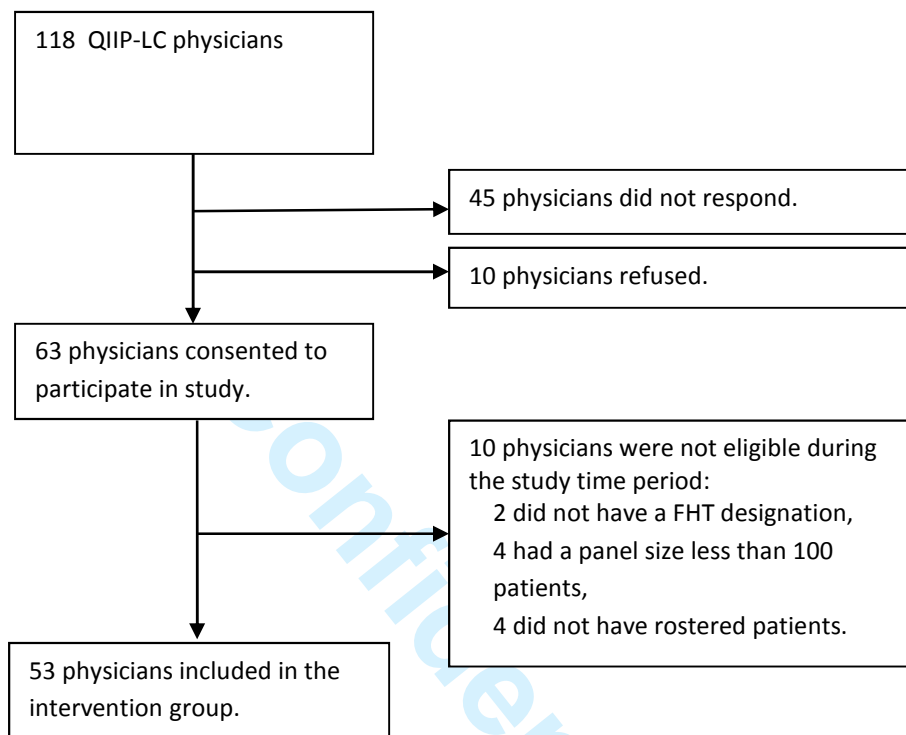 118 QIIP-LC physicians
45 physicians did not respond.
10 physicians refused.
63 physicians consented to
participate in study.
10 physicians were not eligible during
the study time period:
2 did not have a FHT designation,
4 had a panel size less than 100
patients,
4 did not have rostered patients.
53 physicians included in the
intervention group.